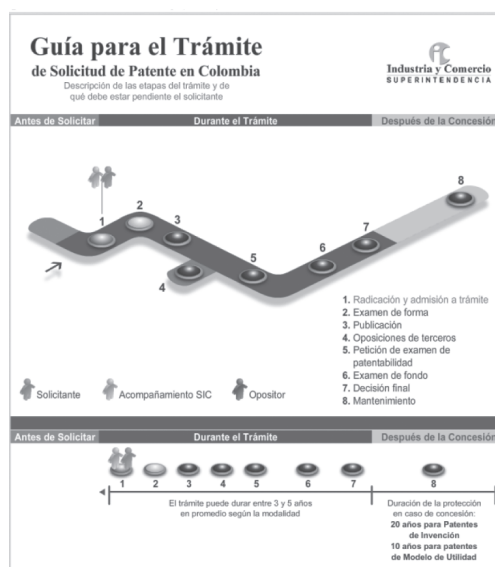 Guía para el Trámite
de Solicitud de Patente en Colombia
Descripción de las etapas del trámite y de
qué debe estar pendiente el solicitante
Industria y Comercio
SUPERINTENDENCIA
Antes de Solicitar
Durante el Trámite
Después de la Concesión
1
2
3
4
5
6
7
8
1. Radicación y admisión a trámite
2. Examen de forma
3. Publicación
4. Oposiciones de terceros
5. Petición de examen de
patentabilidad
6. Examen de fondo
7. Decisión final
8. Mantenimiento
Solicitante
Acompañamiento SIC
Opositor
Antes de Solicitar
Durante el Trámite
Después de la Concesión
1
2
3
4
5
6
7
8
El trámite puede durar entre 3 y 5 años
en promedio según la modalidad
Duración de la protección
en caso de concesión:
20 años para Patentes
de Invención
10 años para patentes
de Modelo de Utilidad